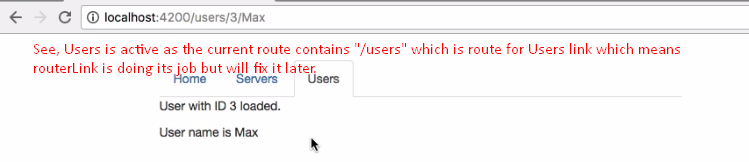 localhost:4200/users/3/Max
See, Users is active as the current route contains "/users" which is route for Users link which means
routerLink is doing its job but will fix it later.
Home Servers Users
User with ID 3 loaded.
User name is Max